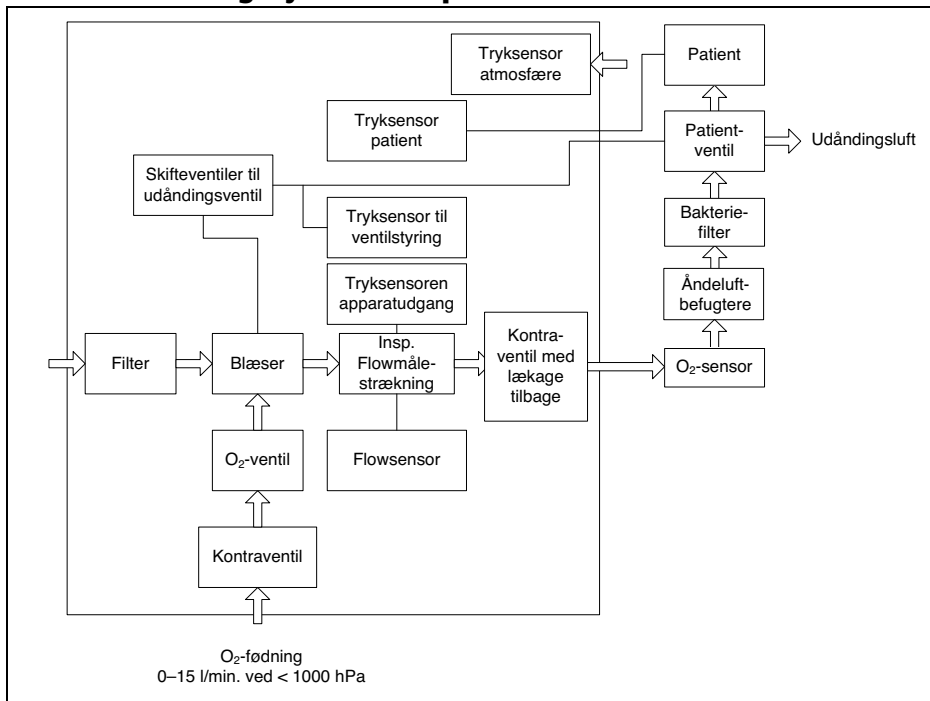 Tryksensor
atmosfære
Patient
Tryksensor
patient
Patient-
ventil
Udåndingsluft
Skifteventiler til
udåndingsventil
Tryksensor til
ventilstyring
Bakterie-
filter
Tryksensoren
apparatudgang
Åndeluft-
befugtere
Filter
Blæser
Insp.
Flowmåle-
strækning
Kontra-
ventil med
lækage
tilbage
O₂-sensor
O₂-ventil
Flowsensor
Kontraventil
O₂-fødning
0–15 l/min. ved < 1000 hPa